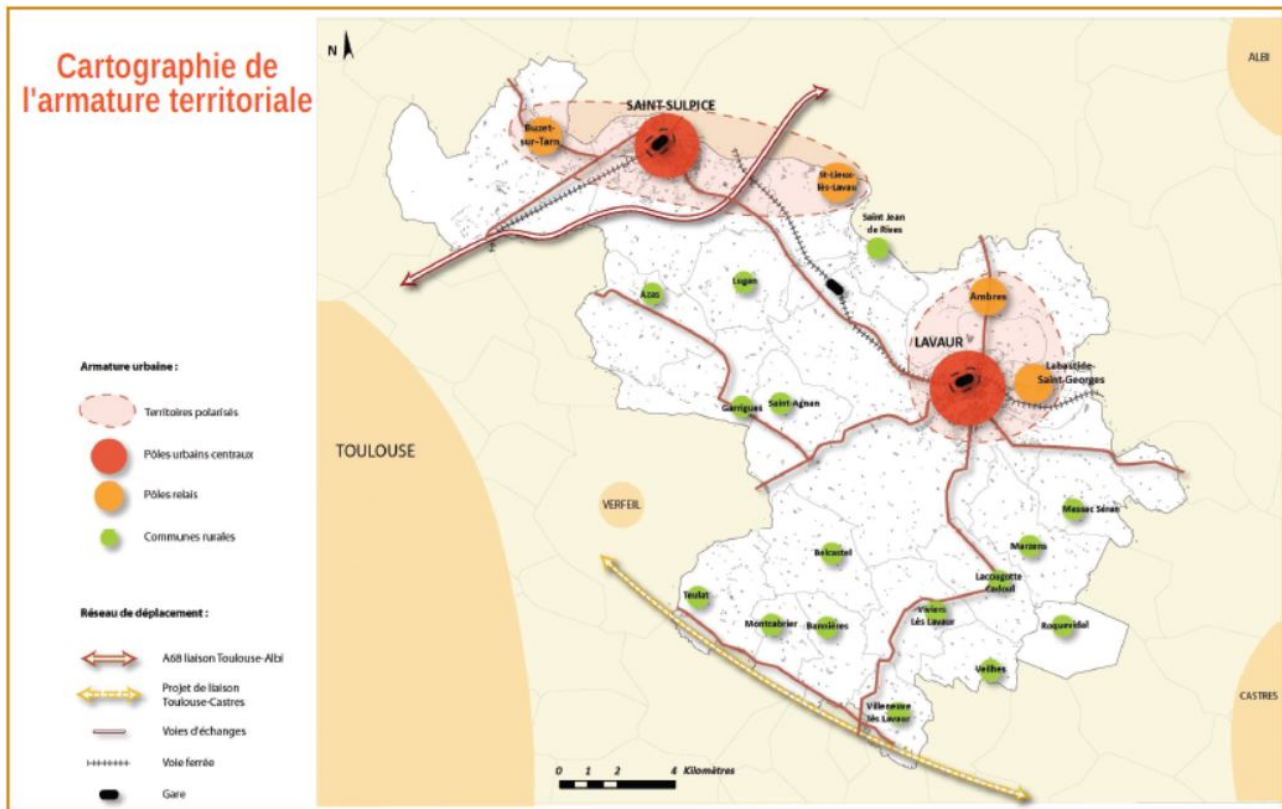 Cartographie de
l'armature territoriale
N
ALBI
SAINT-SULPICE
Buzet-
sur-Tarn
St-Lieux-
lès-Lavau
Saint Jean
de Rives
Azas
Lugan
Ambres
LAVAUR
Labastide-
Saint-Georges
Garrigues
Saint-Agnan
TOULOUSE
VERFEIL
Massac Séran
Marzens
Belcastel
Lacougotte
Cadoul
Teulat
Montcabrier
Bannières
Viviers
Lès Lavaur
Roquevidal
Veilhes
Villeneuve
lès Lavaur
CASTRES
0 1 2 4 Kilomètres
Armature urbaine :
Territoires polarisés
Pôles urbains centraux
Pôles relais
Communes rurales
Réseau de déplacement :
A68 liaison Toulouse-Albi
Projet de liaison
Toulouse-Castres
Voies d'échanges
Voie ferrée
Gare